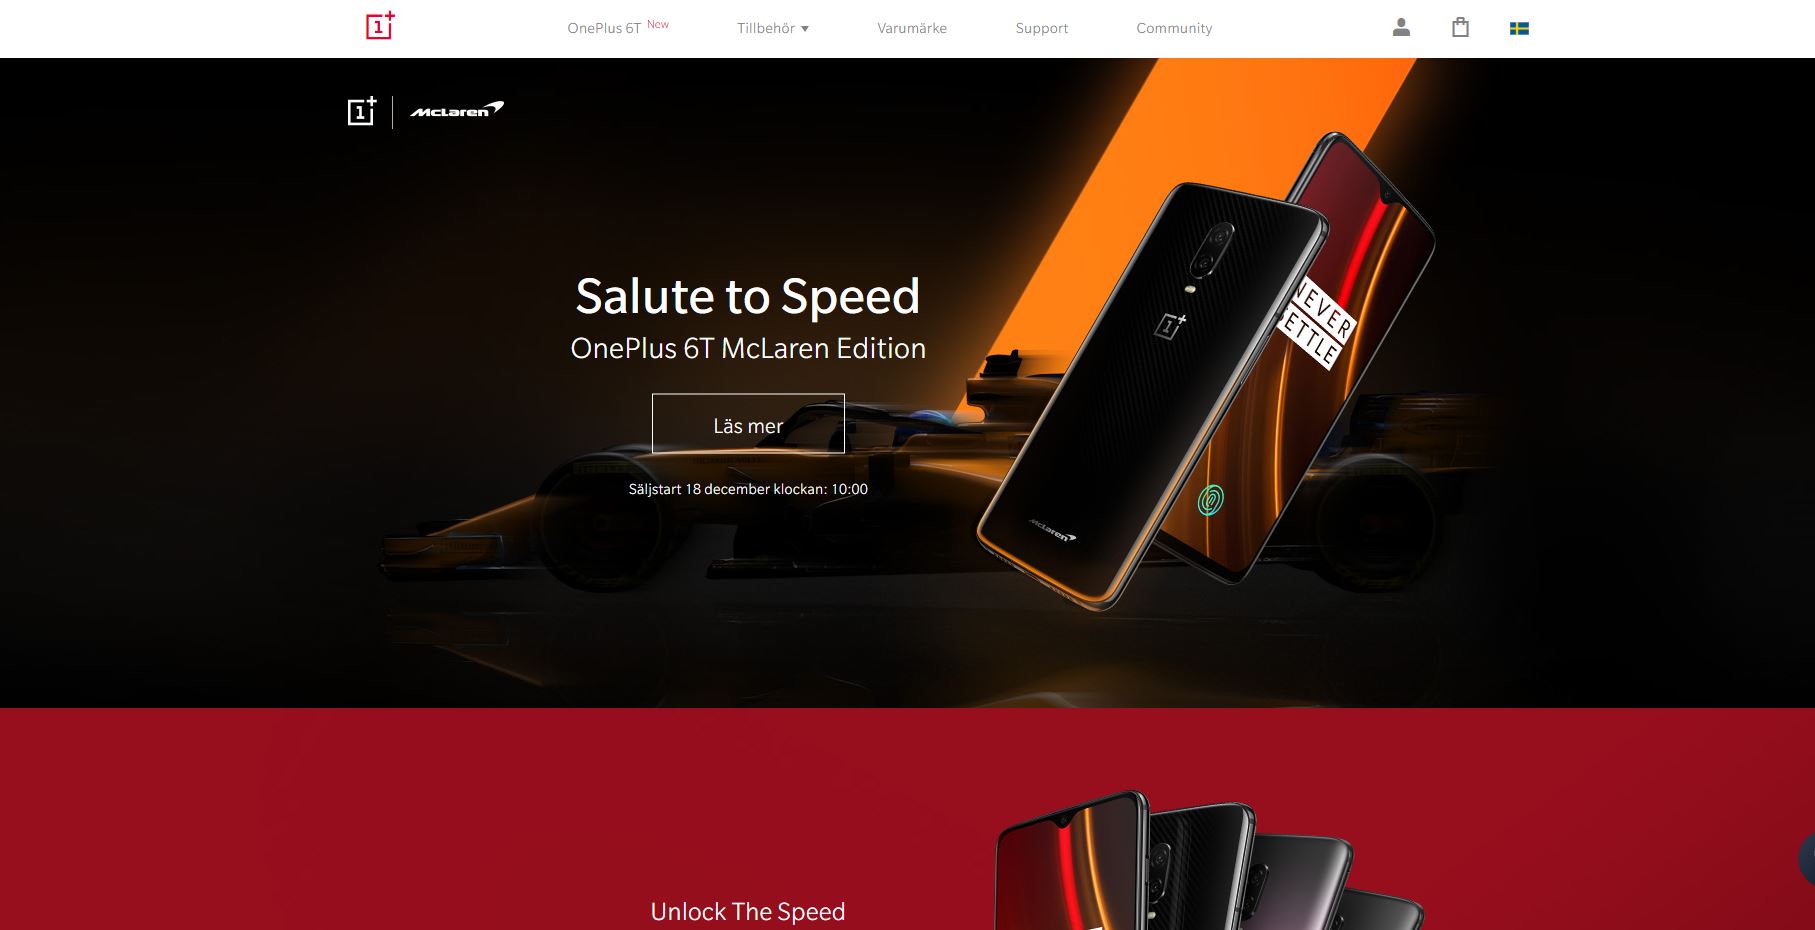 OnePlus 6T New
Tillbehör
Varumärke
Support
Community
McLaren
Salute to Speed
OnePlus 6T McLaren Edition
Läs mer
Säljstart 18 december klockan: 10:00
NEVER
SETTLE
McLaren
Unlock The Speed